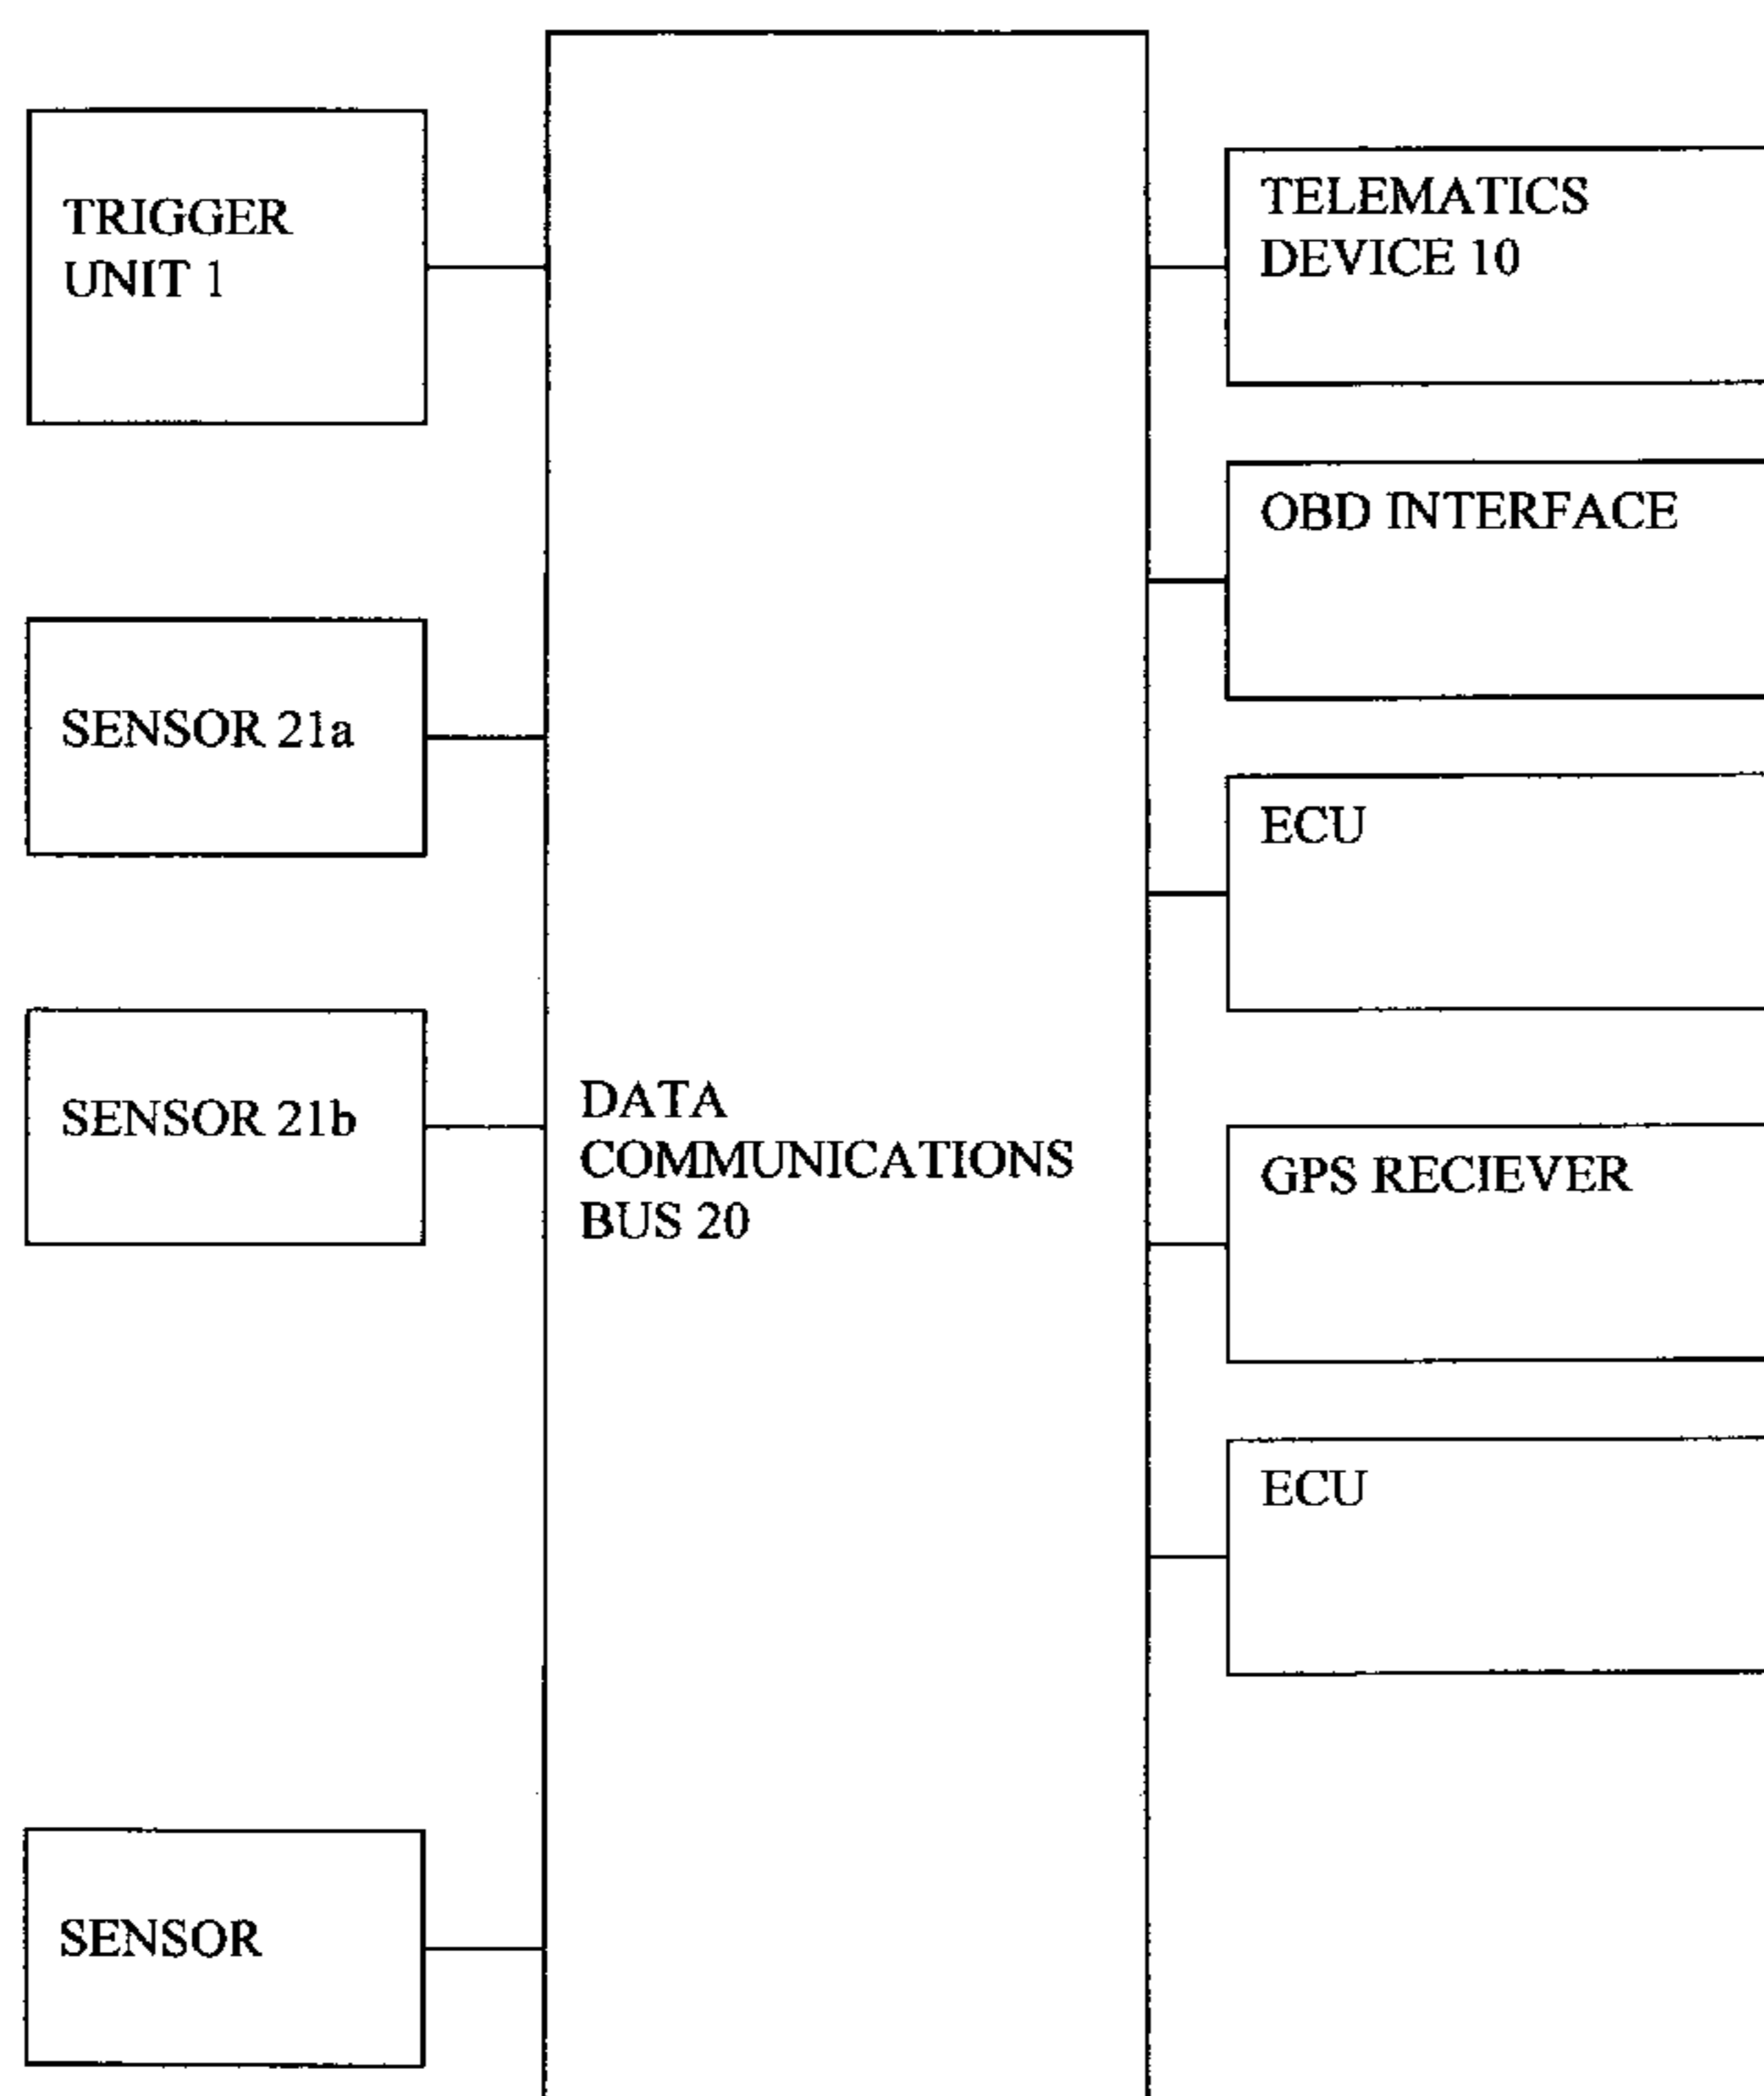 TRIGGER
UNIT 1
SENSOR 21a
SENSOR 21b
SENSOR
DATA
COMMUNICATIONS
BUS 20
TELEMATICS
DEVICE 10
OBD INTERFACE
ECU
GPS RECIEVER
ECU